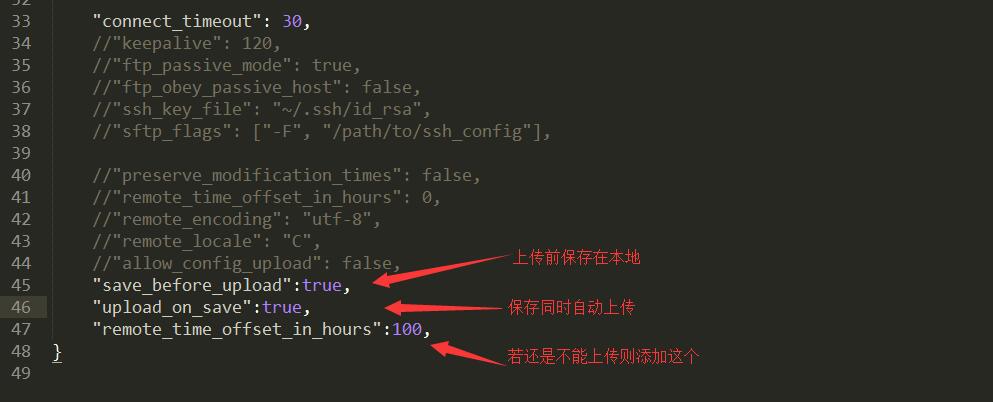 33 "connect_timeout": 30,
34 //"keepalive": 120,
35 //"ftp_passive_mode": true,
36 //"ftp_obey_passive_host": false,
37 //"ssh_key_file": "~/.ssh/id_rsa",
38 //"sftp_flags": ["-F", "/path/to/ssh_config"],
39
40 //"preserve_modification_times": false,
41 //"remote_time_offset_in_hours": 0,
42 //"remote_encoding": "utf-8",
43 //"remote_locale": "C",
44 //"allow_config_upload": false,
上传前保存在本地
45 "save_before_upload":true,
46 "upload_on_save":true,
保存同时自动上传
47 "remote_time_offset_in_hours":100,
48 }
若还是不能上传则添加这个
49